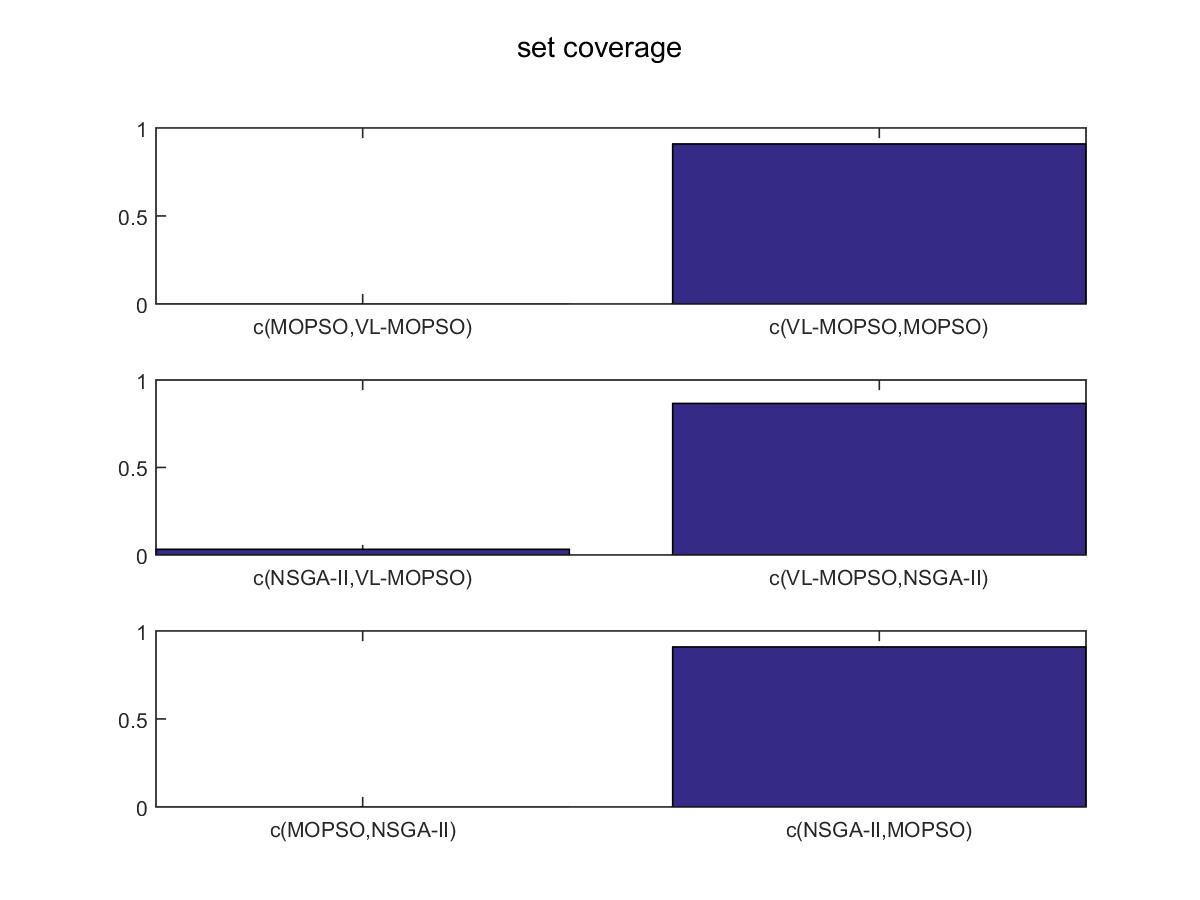 set coverage
1
0.5
0
c(MOPSO,VL-MOPSO) c(VL-MOPSO,MOPSO)
1
0.5
0
c(NSGA-II,VL-MOPSO) c(VL-MOPSO,NSGA-II)
1
0.5
0
c(MOPSO,NSGA-II) c(NSGA-II,MOPSO)